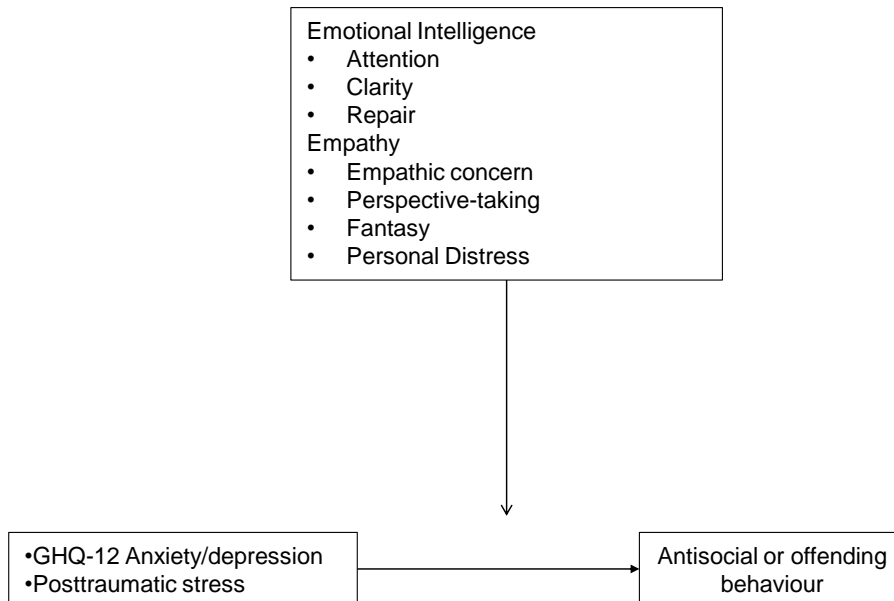 Emotional Intelligence
• Attention
• Clarity
• Repair
Empathy
• Empathic concern
• Perspective-taking
• Fantasy
• Personal Distress
•GHQ-12 Anxiety/depression
•Posttraumatic stress
Antisocial or offending
behaviour